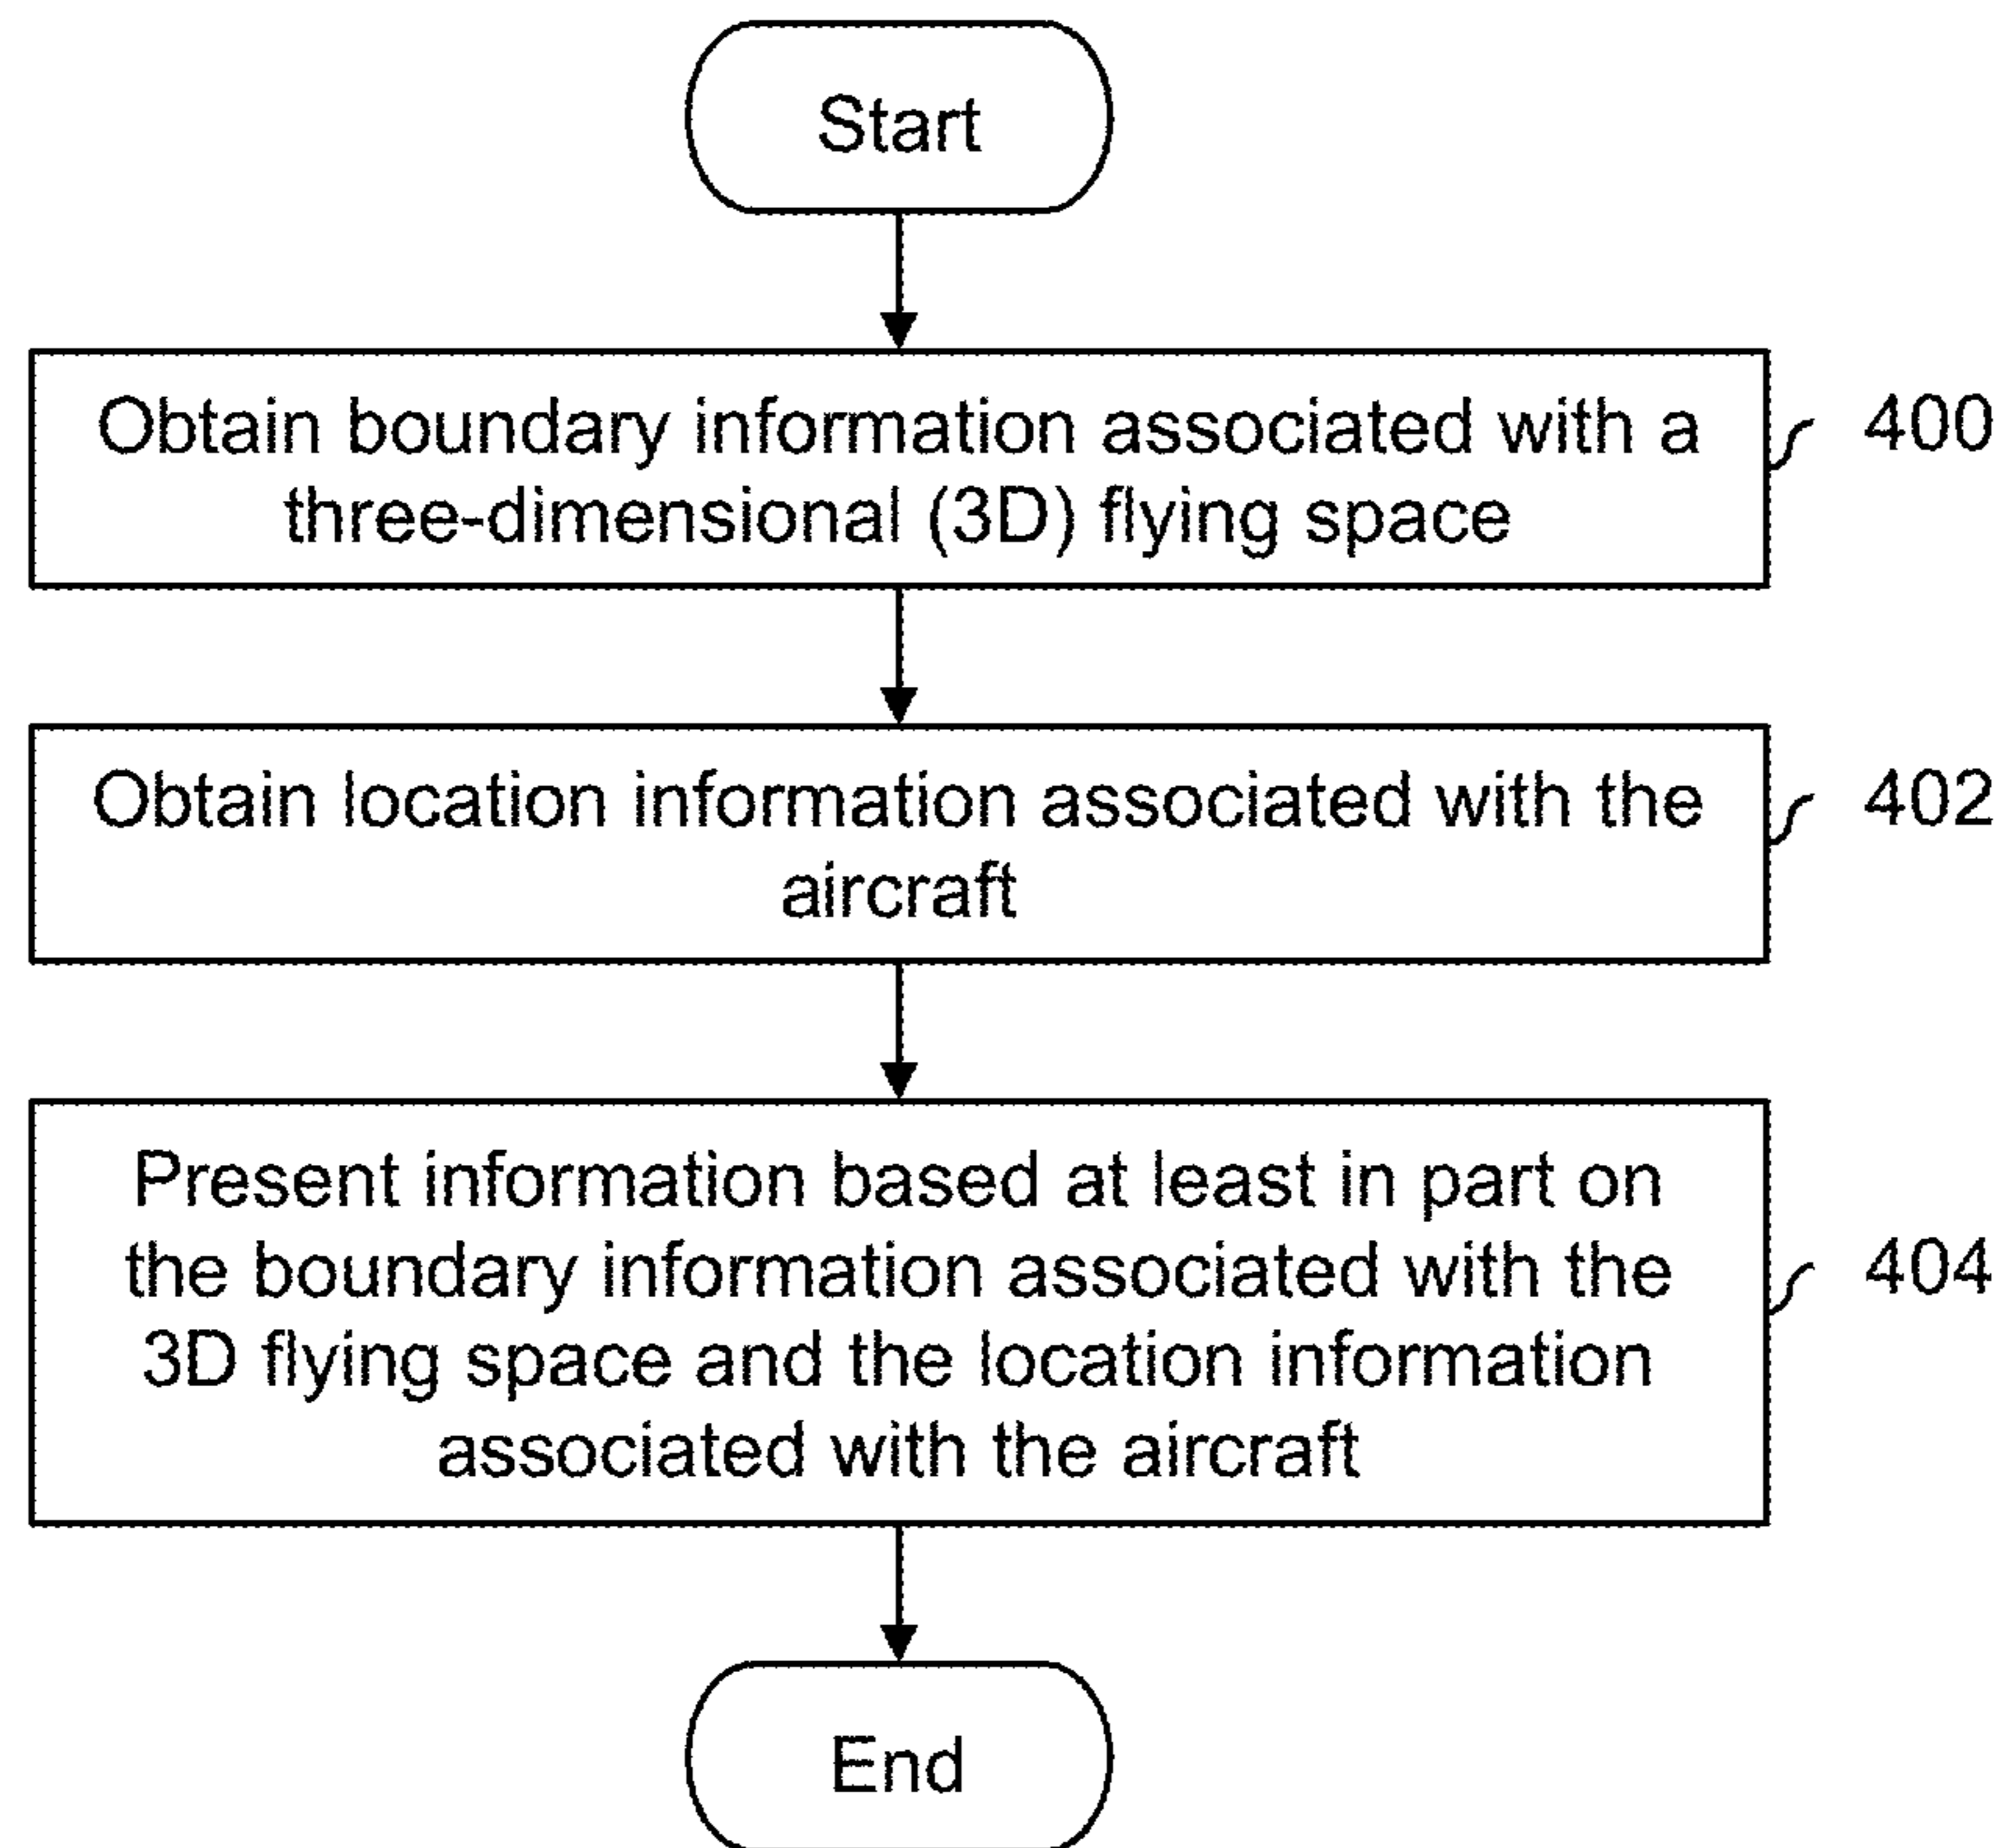 Start
Obtain boundary information associated with a
three-dimensional (3D) flying space
400
Obtain location information associated with the
aircraft
402
Present information based at least in part on
the boundary information associated with the
3D flying space and the location information
associated with the aircraft
404
End